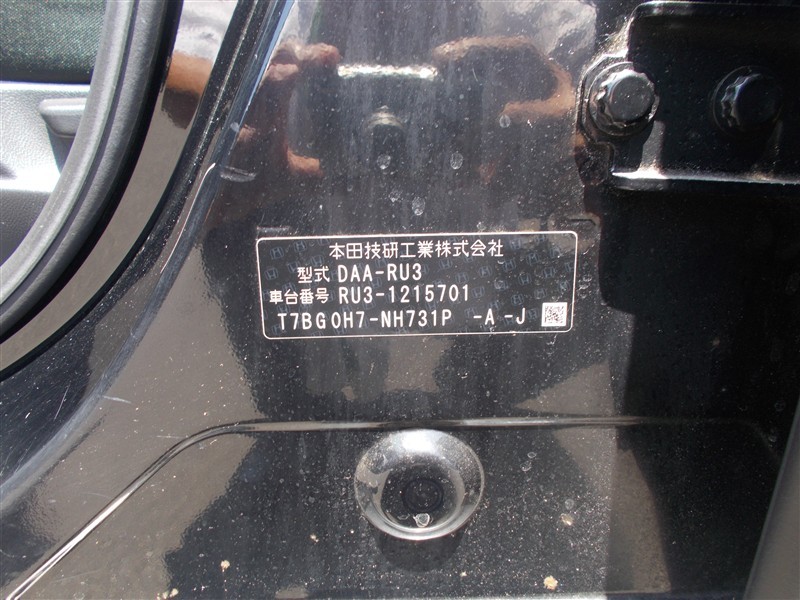 本田技研工業株式会社
型式 DAA-RU3
車台番号 RU3-1215701
T7BG0H7-NH731P -A -J